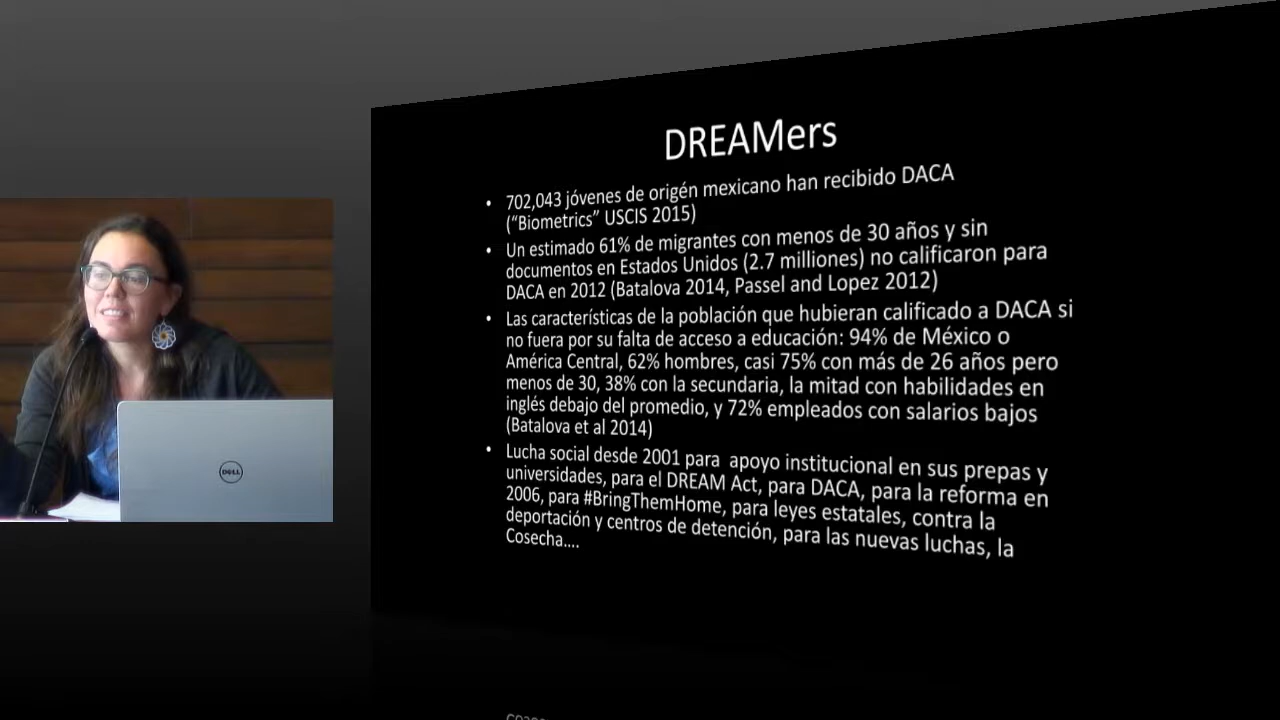 DREAMers
• 702,043 jóvenes de origén mexicano han recibido DACA
(“Biometrics” USCIS 2015)
• Un estimado 61% de migrantes con menos de 30 años y sin
documentos en Estados Unidos (2.7 milliones) no calificaron para
DACA en 2012 (Batalova 2014, Passel and Lopez 2012)
• Las características de la población que hubieran calificado a DACA si
no fuera por su falta de acceso a educación: 94% de México o
América Central, 62% hombres, casi 75% con más de 26 años pero
menos de 30, 38% con la secundaria, la mitad con habilidades en
inglés debajo del promedio, y 72% empleados con salarios bajos
(Batalova et al 2014)
• Lucha social desde 2001 para apoyo institucional en sus prepas y
universidades, para el DREAM Act, para DACA, para la reforma en
2006, para #BringThemHome, para leyes estatales, contra la
deportación y centros de detención, para las nuevas luchas, la
Cosecha....
DELL